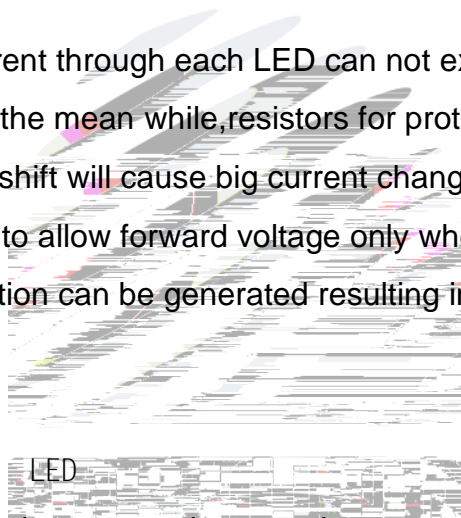 rent through each LED can not ex
the mean while,resistors for prot
shift will cause big current chang
to allow forward voltage only wh
tion can be generated resulting i
LED